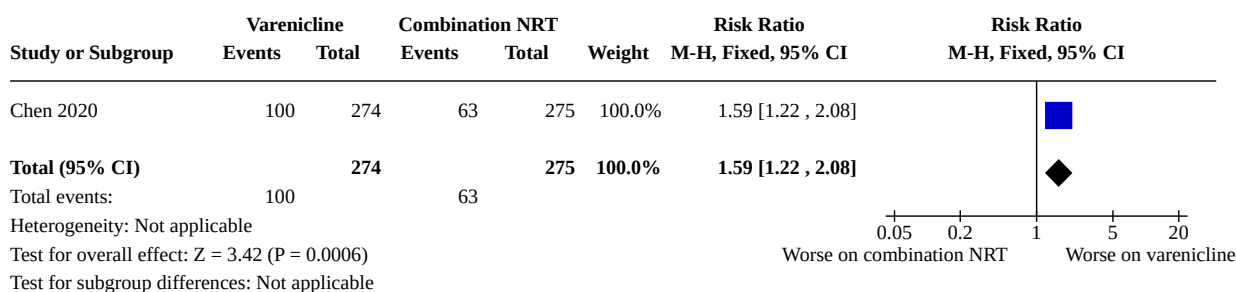 Varenicline Combination NRT Risk Ratio Risk Ratio
Study or Subgroup Events Total Events Total Weight M-H, Fixed, 95% CI M-H, Fixed, 95% CI
Chen 2020 100 274 63 275 100.0% 1.59 [1.22 , 2.08]
Total (95% CI) 274 275 100.0% 1.59 [1.22 , 2.08]
Total events: 100 63
Heterogeneity: Not applicable
0.05 0.2 1 5 20
Test for overall effect: Z = 3.42 (P = 0.0006)
Worse on combination NRT Worse on varenicline
Test for subgroup differences: Not applicable